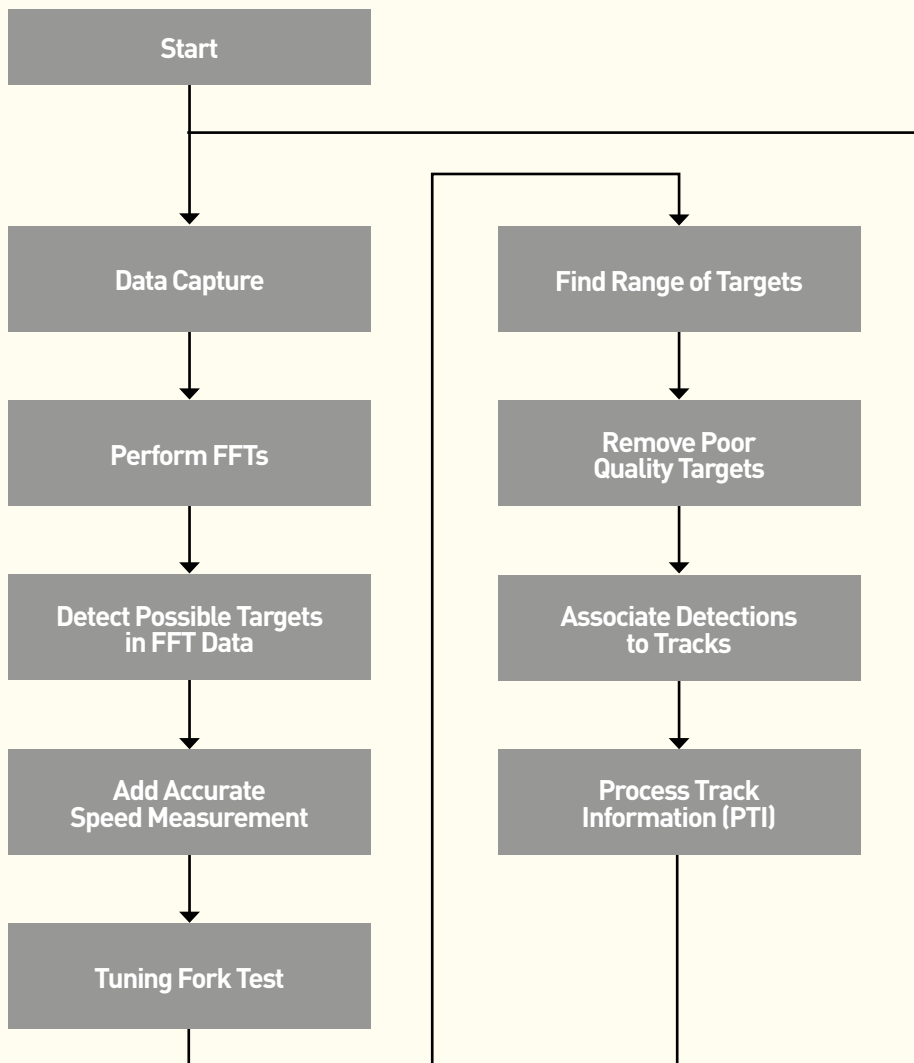 Start
Data Capture
Perform FFTs
Detect Possible Targets
in FFT Data
Add Accurate
Speed Measurement
Tuning Fork Test
Find Range of Targets
Remove Poor
Quality Targets
Associate Detections
to Tracks
Process Track
Information (PTI)